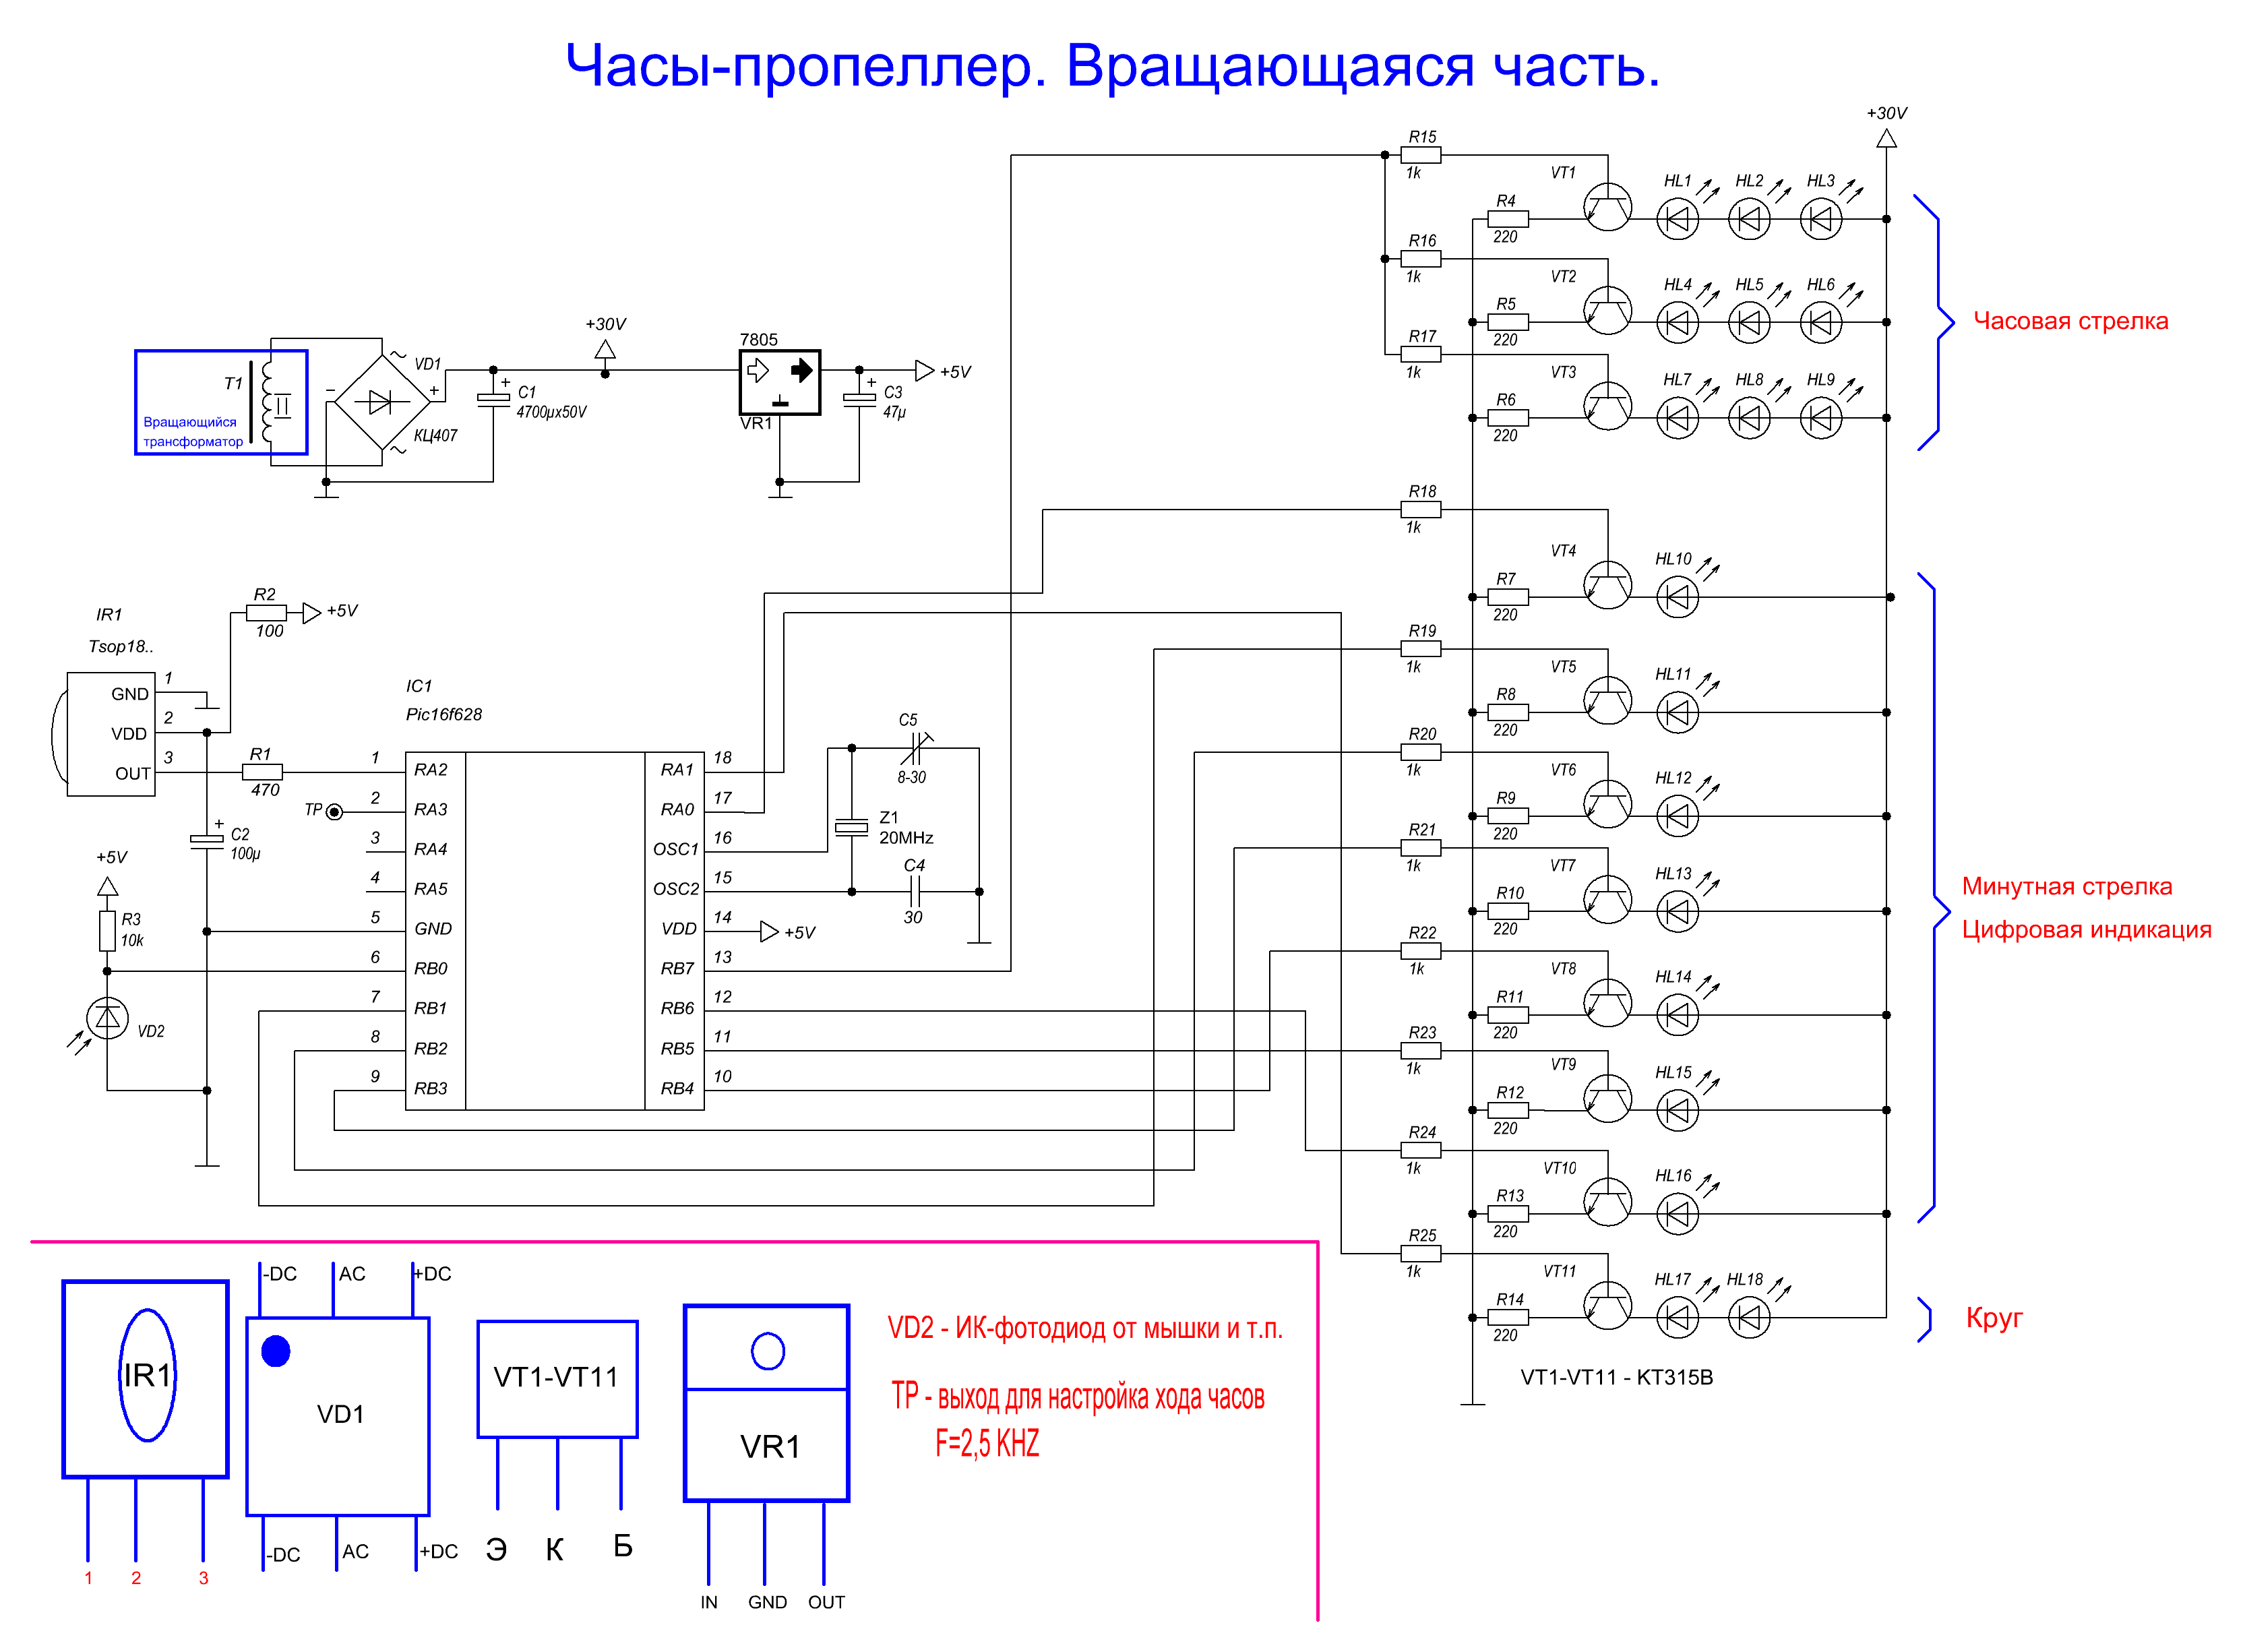 Часы-пропеллер. Вращающаяся часть.
+30V
R15
1k
VT1
HL1 HL2 HL3
R4
220
R16
1k
VT2
HL4 HL5 HL6
R5
220
Часовая стрелка
R17
1k
VT3
HL7 HL8 HL9
R6
220
T1
Вращающийся
трансформатор
VD1
КЦ407
−
+
+
C1
4700µx50V
+30V
7805
VR1
+
C3
47µ
+5V
R18
1k
VT4
HL10
R7
220
R19
1k
VT5
HL11
R8
220
R20
1k
VT6
HL12
R9
220
R21
1k
VT7
HL13
R10
220
Минутная стрелка
Цифровая индикация
R22
1k
VT8
HL14
R11
220
R23
1k
VT9
HL15
R12
220
R24
1k
VT10
HL16
R13
220
R25
1k
VT11
HL17 HL18
R14
220
Круг
VT1-VT11 - КТ315В
IR1
Tsop18..
GND 1
VDD 2
OUT 3
R2
100
+5V
R1
470
TP
+
C2
100µ
+5V
R3
10k
VD2
IC1
Pic16f628
1 RA2 RA1 18
2 RA3 RA0 17
3 RA4 OSC1 16
4 RA5 OSC2 15
5 GND VDD 14
6 RB0 RB7 13
7 RB1 RB6 12
8 RB2 RB5 11
9 RB3 RB4 10
C5
8-30
Z1
20MHz
C4
30
+5V
IR1
1 2 3
-DC AC +DC
VD1
-DC AC +DC
VT1-VT11
Э К Б
VR1
IN GND OUT
VD2 - ИК-фотодиод от мышки и т.п.
TP - выход для настройка хода часов
F=2,5 KHZ